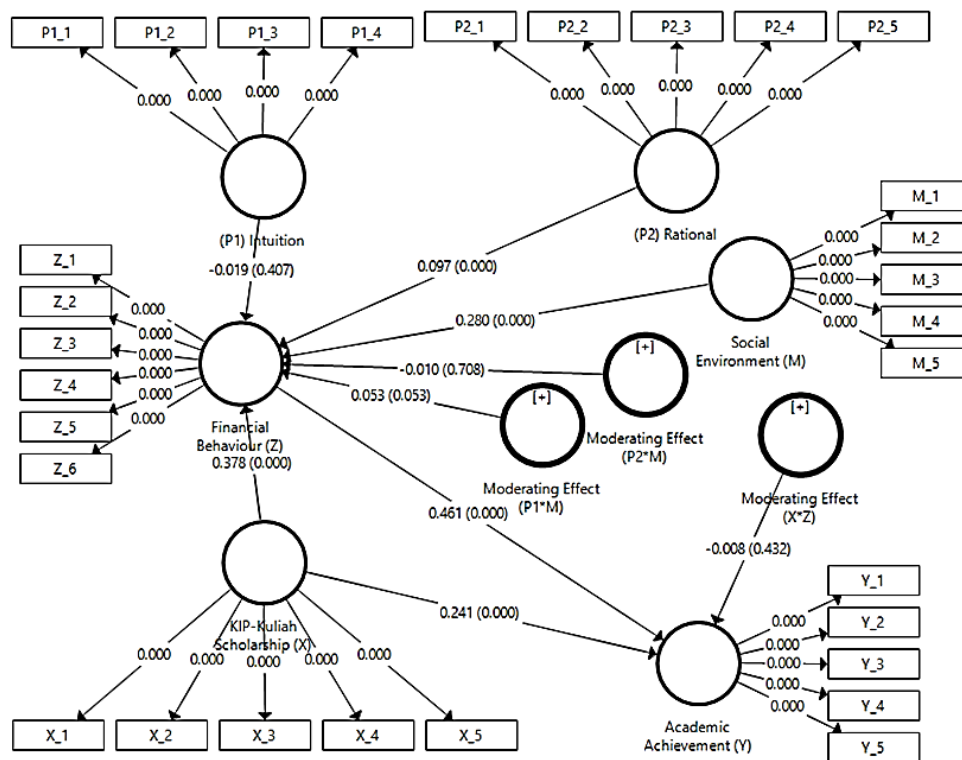 P1_1
P1_2
P1_3
P1_4
P2_1
P2_2
P2_3
P2_4
P2_5
0.000
0.000
0.000
0.000
0.000
0.000
0.000
0.000
0.000
(P1) Intuition
(P2) Rational
-0.019 (0.407)
0.097 (0.000)
0.280 (0.000)
-0.010 (0.708)
0.053 (0.053)
M_1
M_2
M_3
M_4
M_5
0.000
0.000
0.000
0.000
0.000
Social
Environment (M)
Z_1
Z_2
Z_3
Z_4
Z_5
Z_6
0.000
0.000
0.000
0.000
0.000
0.000
Financial
Behaviour (Z)
0.378 (0.000)
[+]
Moderating Effect
(P2*M)
[+]
Moderating Effect
(P1*M)
[+]
Moderating Effect
(X*Z)
0.461 (0.000)
-0.008 (0.432)
0.241 (0.000)
KIP-Kuliah
Scholarship (X)
0.000
0.000
0.000
0.000
0.000
X_1
X_2
X_3
X_4
X_5
Academic
Achievement (Y)
0.000
0.000
0.000
0.000
0.000
Y_1
Y_2
Y_3
Y_4
Y_5